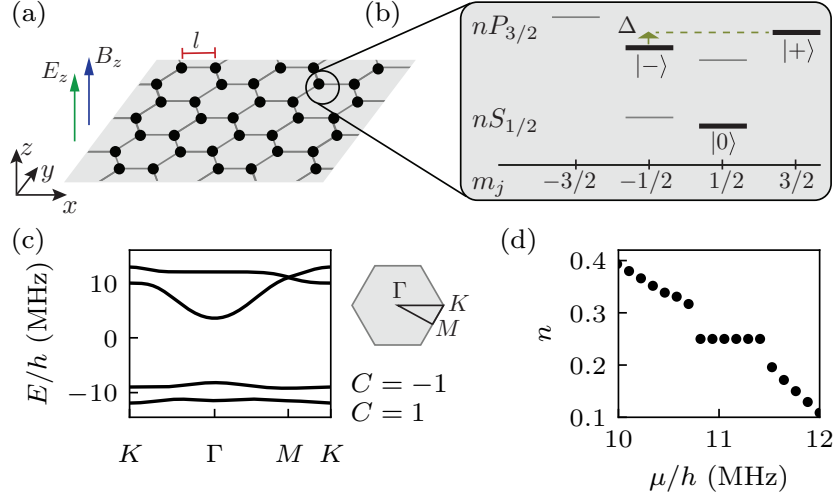 (a)
l
E_z
B_z
z
y
x
(b)
nP_{3/2}
Δ
|−⟩
|+⟩
nS_{1/2}
|0⟩
m_j −3/2 −1/2 1/2 3/2
(c)
E/h (MHz)
10
0
−10
K Γ M K
Γ K
M
C = −1
C = 1
(d)
n
0.4
0.3
0.2
0.1
10 11 12
μ/h (MHz)